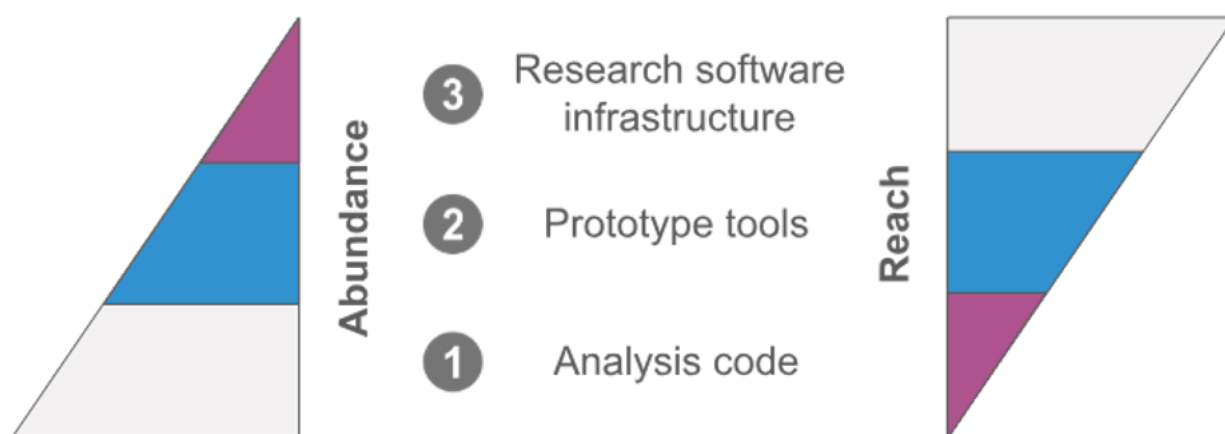 Abundance
3
Research software
infrastructure
2
Prototype tools
1
Analysis code
Reach